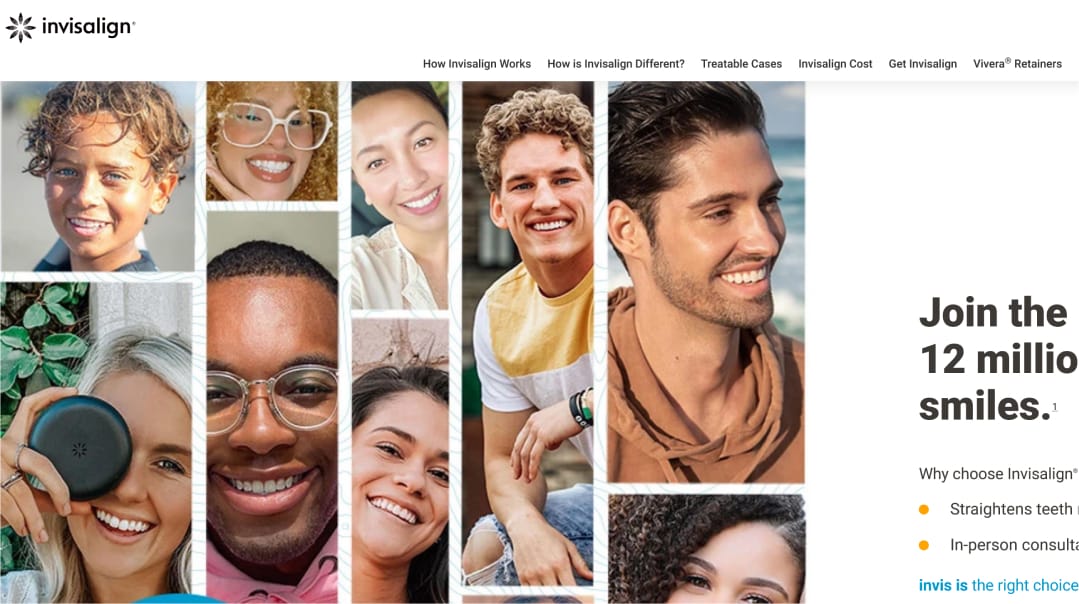 invisalign®
How Invisalign Works
How is Invisalign Different?
Treatable Cases
Invisalign Cost
Get Invisalign
Vivera® Retainers
Join the
12 millio
smiles.1
Why choose Invisalign®
Straightens teeth
In-person consulta
invis is the right choice